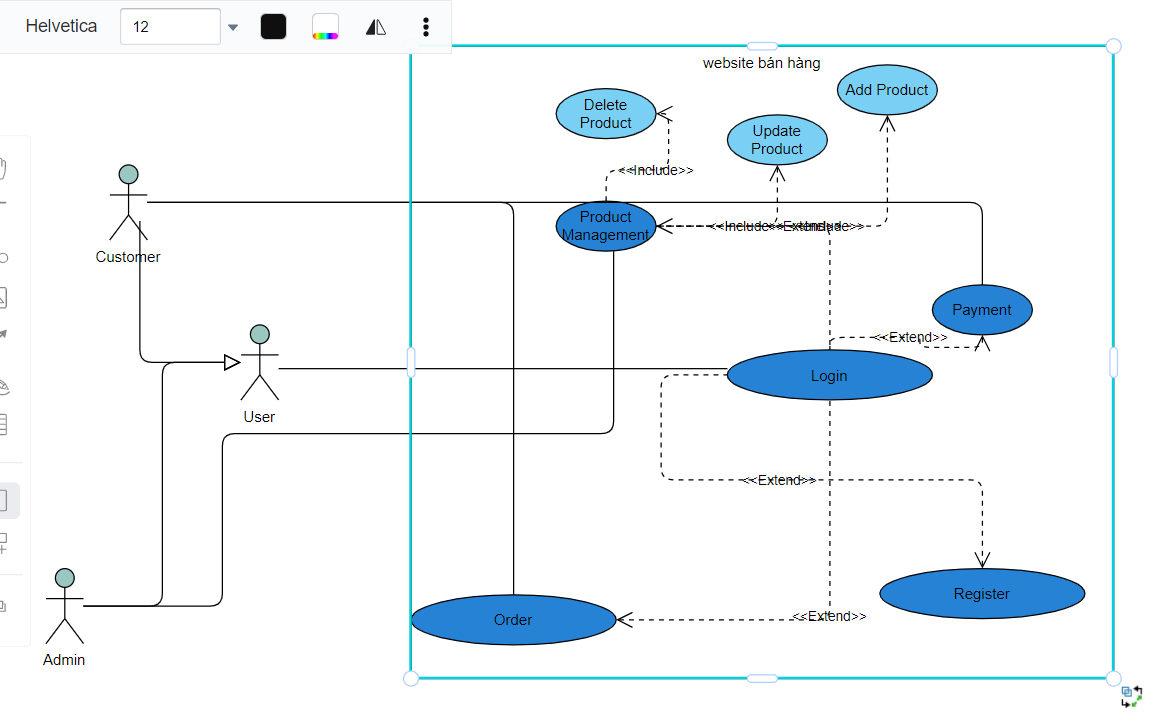 Helvetica
12
website bán hàng
Add Product
Delete
Product
Update
Product
<<Include>>
Product
Management
<<Include>>
<<Extend>>
Customer
Payment
<<Extend>>
Login
User
<<Extend>>
Register
<<Extend>>
Order
Admin